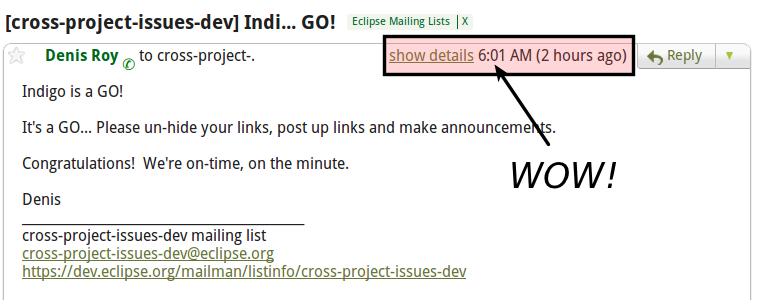 [cross-project-issues-dev] Indi... GO! Eclipse Mailing Lists | X
Denis Roy to cross-project-. show details 6:01 AM (2 hours ago) Reply
Indigo is a GO!
It's a GO... Please un-hide your links, post up links and make announcements.
Congratulations!  We're on-time, on the minute.
WOW!
Denis
cross-project-issues-dev mailing list
cross-project-issues-dev@eclipse.org
https://dev.eclipse.org/mailman/listinfo/cross-project-issues-dev